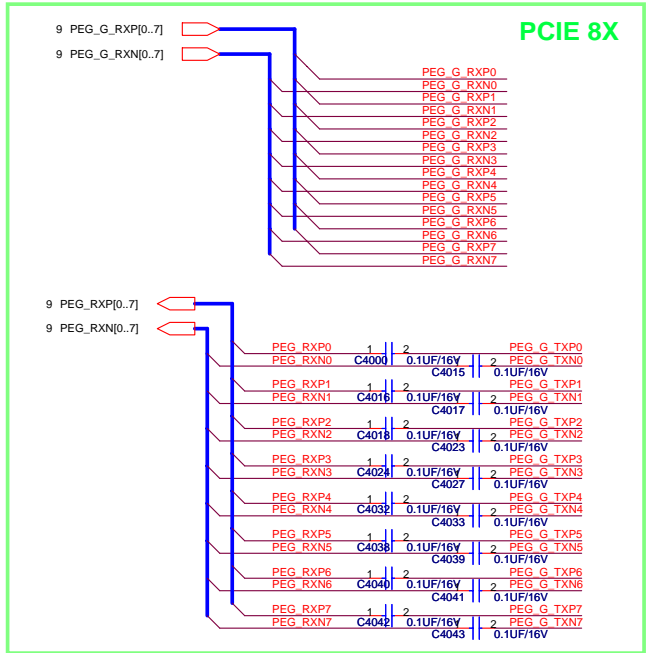 PCIE 8X
9 PEG_G_RXP[0..7]
9 PEG_G_RXN[0..7]
PEG_G_RXP0
PEG_G_RXN0
PEG_G_RXP1
PEG_G_RXN1
PEG_G_RXP2
PEG_G_RXN2
PEG_G_RXP3
PEG_G_RXN3
PEG_G_RXP4
PEG_G_RXN4
PEG_G_RXP5
PEG_G_RXN5
PEG_G_RXP6
PEG_G_RXN6
PEG_G_RXP7
PEG_G_RXN7
9 PEG_RXP[0..7]
9 PEG_RXN[0..7]
PEG_RXP0 1 2 PEG_G_TXP0
C4000 0.1UF/16V
PEG_RXN0 1 2 PEG_G_TXN0
C4015 0.1UF/16V
PEG_RXP1 1 2 PEG_G_TXP1
C4016 0.1UF/16V
PEG_RXN1 1 2 PEG_G_TXN1
C4017 0.1UF/16V
PEG_RXP2 1 2 PEG_G_TXP2
C4018 0.1UF/16V
PEG_RXN2 1 2 PEG_G_TXN2
C4023 0.1UF/16V
PEG_RXP3 1 2 PEG_G_TXP3
C4024 0.1UF/16V
PEG_RXN3 1 2 PEG_G_TXN3
C4027 0.1UF/16V
PEG_RXP4 1 2 PEG_G_TXP4
C4032 0.1UF/16V
PEG_RXN4 1 2 PEG_G_TXN4
C4033 0.1UF/16V
PEG_RXP5 1 2 PEG_G_TXP5
C4038 0.1UF/16V
PEG_RXN5 1 2 PEG_G_TXN5
C4039 0.1UF/16V
PEG_RXP6 1 2 PEG_G_TXP6
C4040 0.1UF/16V
PEG_RXN6 1 2 PEG_G_TXN6
C4041 0.1UF/16V
PEG_RXP7 1 2 PEG_G_TXP7
C4042 0.1UF/16V
PEG_RXN7 1 2 PEG_G_TXN7
C4043 0.1UF/16V